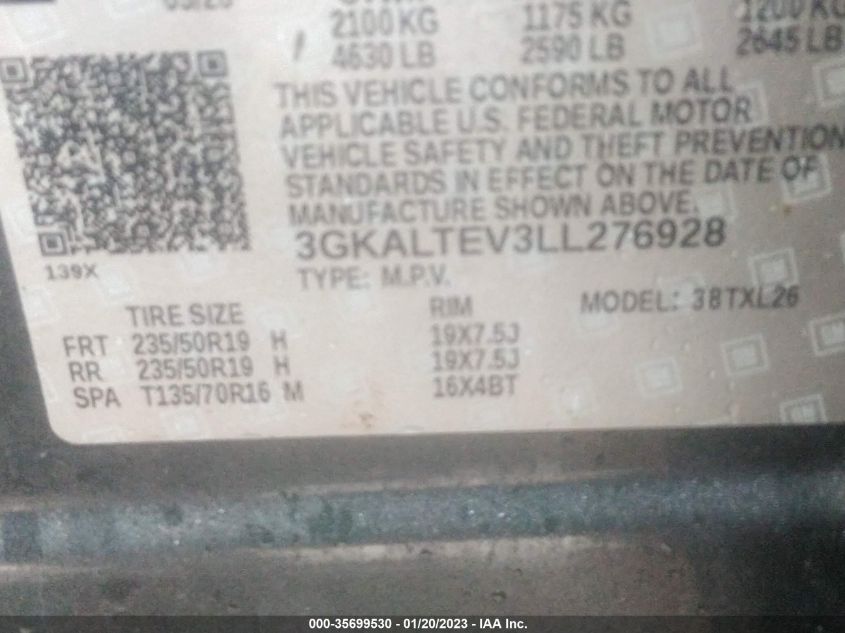 2100 KG 1175 KG 1200 KG
4630 LB 2590 LB 2645 LB
THIS VEHICLE CONFORMS TO ALL
APPLICABLE U.S. FEDERAL MOTOR
VEHICLE SAFETY AND THEFT PREVENTION
STANDARDS IN EFFECT ON THE DATE OF
MANUFACTURE SHOWN ABOVE.
3GKALTEV3LL276928
139X
TYPE: M.P.V.
MODEL: 38TXL26
TIRE SIZE RIM
FRT 235/50R19 H 19X7.5J
RR 235/50R19 H 19X7.5J
SPA T135/70R16 M 16X4BT
000-35699530 - 01/20/2023 - IAA Inc.